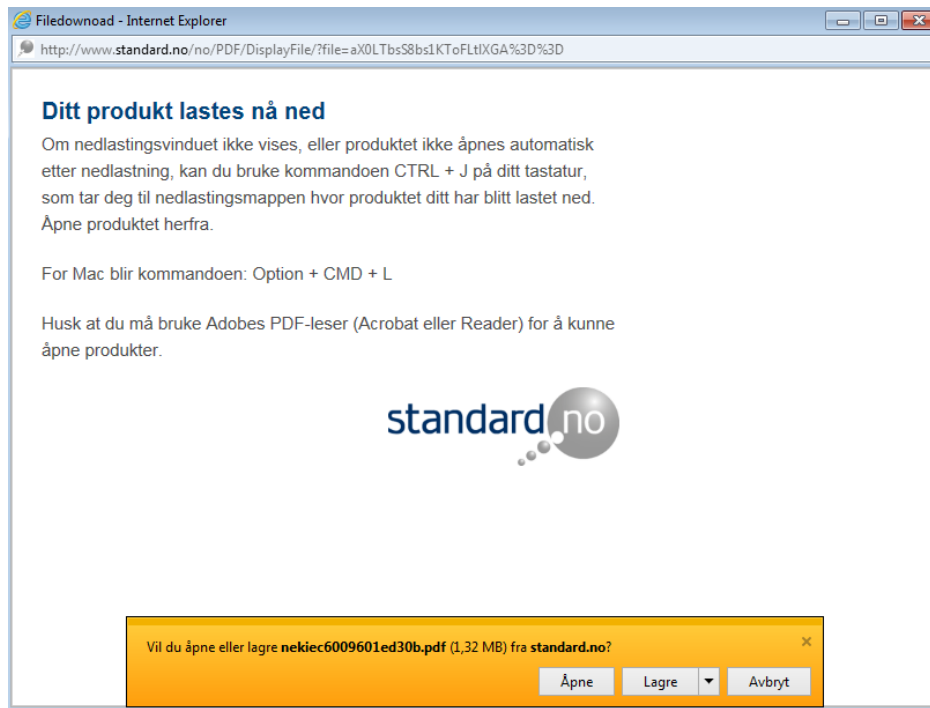 Filedownoad - Internet Explorer
http://www.standard.no/no/PDF/DisplayFile/?file=aX0LTbsS8bs1KToFLtIXGA%3D%3D
Ditt produkt lastes nå ned
Om nedlastingsvinduet ikke vises, eller produktet ikke åpnes automatisk
etter nedlastning, kan du bruke kommandoen CTRL + J på ditt tastatur,
som tar deg til nedlastingsmappen hvor produktet ditt har blitt lastet ned.
Åpne produktet herfra.
For Mac blir kommandoen: Option + CMD + L
Husk at du må bruke Adobes PDF-leser (Acrobat eller Reader) for å kunne
åpne produkter.
standard.no
Vil du åpne eller lagre nekiec6009601ed30b.pdf (1,32 MB) fra standard.no?
Åpne
Lagre
Avbryt